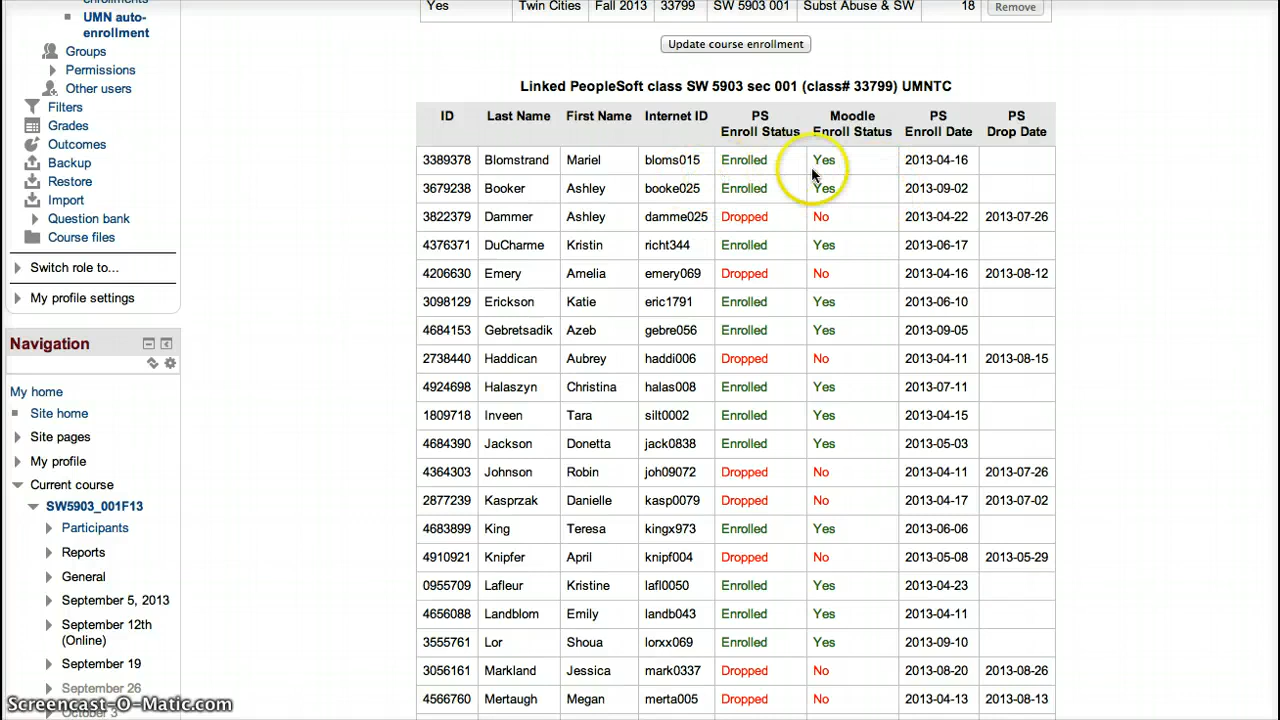 enrollments
UMN auto-
enrollment
Groups
Permissions
Other users
Filters
Grades
Outcomes
Backup
Restore
Import
Question bank
Course files
Switch role to...
My profile settings
Navigation
My home
Site home
Site pages
My profile
Current course
SW5903_001F13
Participants
Reports
General
September 5, 2013
September 12th
(Online)
September 19
September 26
October 3
Yes Twin Cities Fall 2013 33799 SW 5903 001 Subst Abuse & SW 18 Remove
Update course enrollment
Linked PeopleSoft class SW 5903 sec 001 (class# 33799) UMNTC
ID Last Name First Name Internet ID PS Enroll Status Moodle Enroll Status PS Enroll Date PS Drop Date
3389378 Blomstrand Mariel bloms015 Enrolled Yes 2013-04-16
3679238 Booker Ashley booke025 Enrolled Yes 2013-09-02
3822379 Dammer Ashley damme025 Dropped No 2013-04-22 2013-07-26
4376371 DuCharme Kristin richt344 Enrolled Yes 2013-06-17
4206630 Emery Amelia emery069 Dropped No 2013-04-16 2013-08-12
3098129 Erickson Katie eric1791 Enrolled Yes 2013-06-10
4684153 Gebretsadik Azeb gebre056 Enrolled Yes 2013-09-05
2738440 Haddican Aubrey haddi006 Dropped No 2013-04-11 2013-08-15
4924698 Halaszyn Christina halas008 Enrolled Yes 2013-07-11
1809718 Inveen Tara silt0002 Enrolled Yes 2013-04-15
4684390 Jackson Donetta jack0838 Enrolled Yes 2013-05-03
4364303 Johnson Robin joh09072 Dropped No 2013-04-11 2013-07-26
2877239 Kasprzak Danielle kasp0079 Dropped No 2013-04-17 2013-07-02
4683899 King Teresa kingx973 Enrolled Yes 2013-06-06
4910921 Knipfer April knipf004 Dropped No 2013-05-08 2013-05-29
0955709 Lafleur Kristine lafl0050 Enrolled Yes 2013-04-23
4656088 Landblom Emily landb043 Enrolled Yes 2013-04-11
3555761 Lor Shoua lorxx069 Enrolled Yes 2013-09-10
3056161 Markland Jessica mark0337 Dropped No 2013-08-20 2013-08-26
4566760 Mertaugh Megan merta005 Dropped No 2013-04-13 2013-08-13
Screencast-O-Matic.com